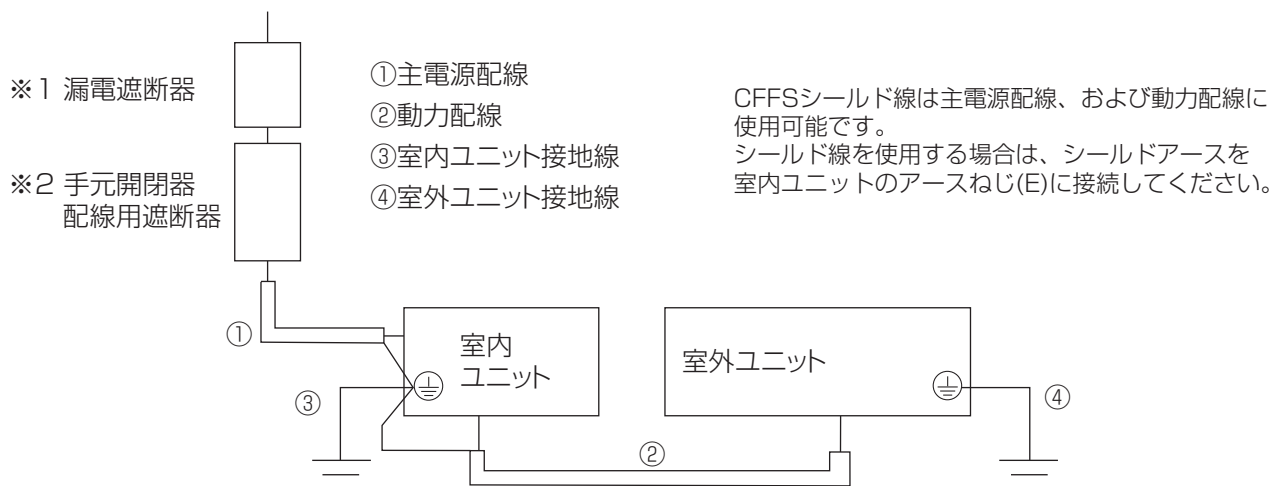 ※1 漏電遮断器
※2 手元開閉器
配線用遮断器
①主電源配線
②動力配線
③室内ユニット接地線
④室外ユニット接地線
CFFSシールド線は主電源配線、および動力配線に
使用可能です。
シールド線を使用する場合は、シールドアースを
室内ユニットのアースねじ(E)に接続してください。
①
室内
ユニット
室外ユニット
③
④
②